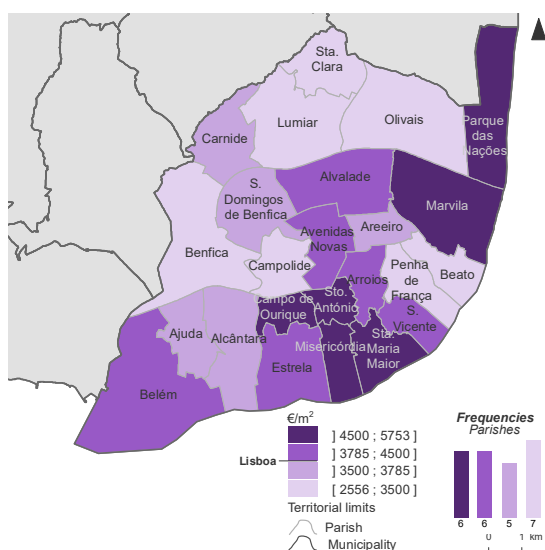 Sta.
Clara
Lumiar
Olivais
Parque
das
Nações
Carnide
S.
Domingos
de Benfica
Alvalade
Marvila
Avenidas
Novas
Areeiro
Benfica
Campolide
Arroios
Penha
de
França
Beato
Campo de
Ourique
Sto.
António
S.
Vicente
Ajuda
Alcântara
Misericórdia
Sta.
Maria
Maior
Estrela
Belém
€/m²
] 4500 ; 5753 ]
] 3785 ; 4500 ]
Lisboa
] 3500 ; 3785 ]
[ 2556 ; 3500 ]
Territorial limits
Parish
Municipality
Frequencies
Parishes
6 6 5 7
0 1 km